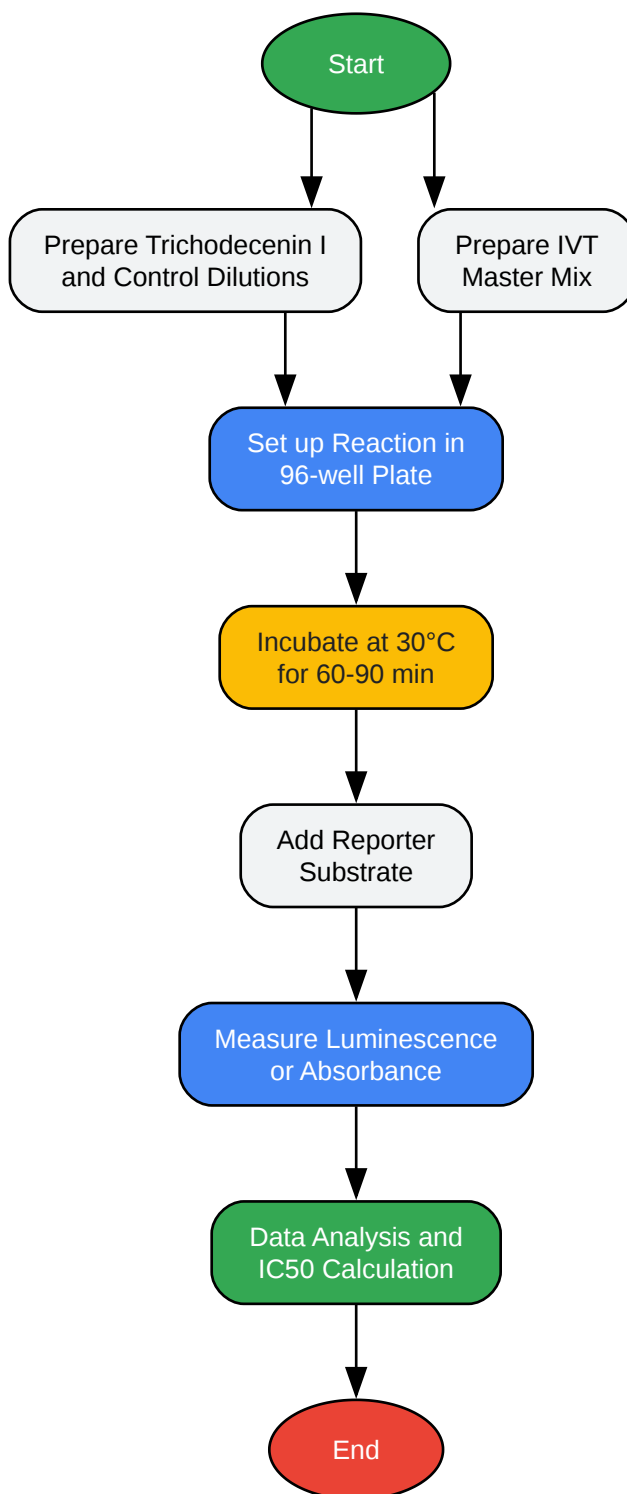 Start
Prepare Trichodecenin I
and Control Dilutions
Prepare IVT
Master Mix
Set up Reaction in
96-well Plate
Incubate at 30°C
for 60-90 min
Add Reporter
Substrate
Measure Luminescence
or Absorbance
Data Analysis and
IC50 Calculation
End